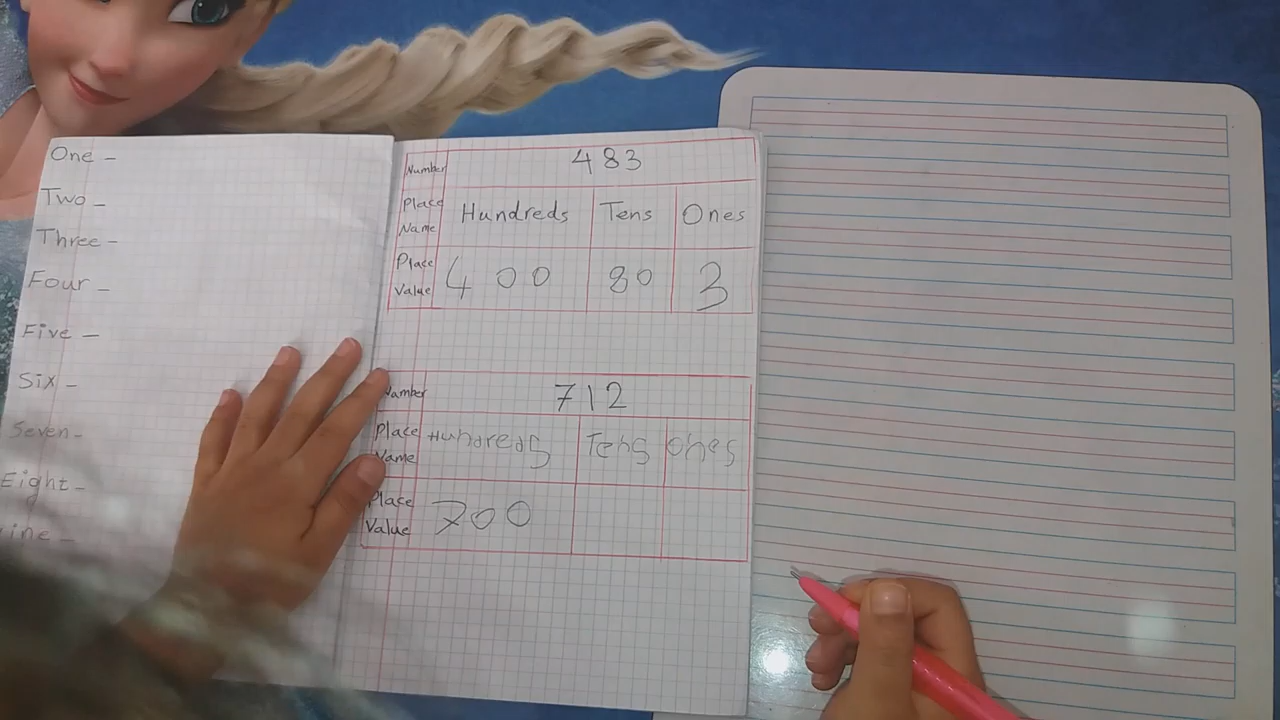 One -
Two -
Three -
Four -
Five -
Six -
Seven -
Eight -
ine -
Number 483
Place Name Hundreds Tens Ones
Place Value 400 80 3
Number 712
Place Name Hundreds Tens ones
Place Value 700